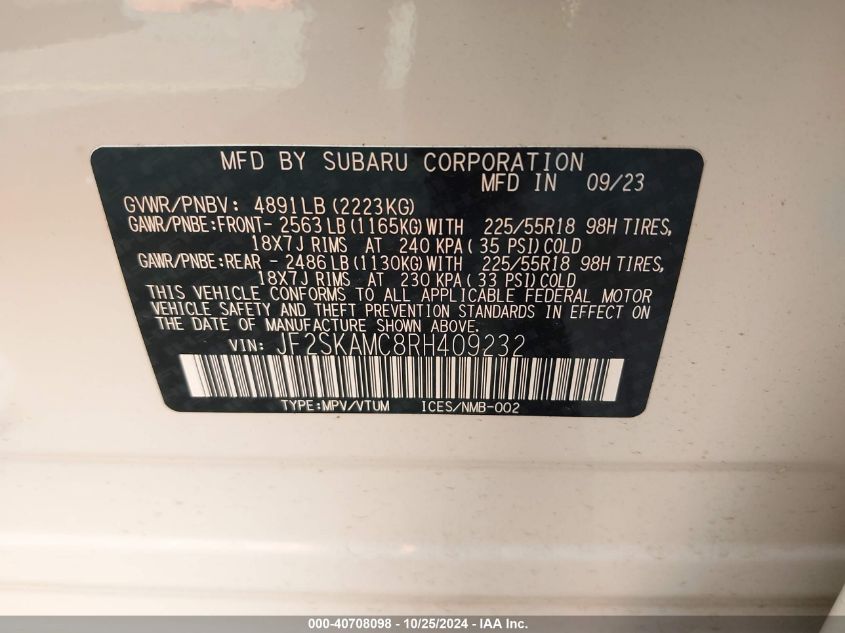 MFD BY SUBARU CORPORATION
MFD IN 09/23
GVWR/PNBV: 4891LB (2223KG)
GAWR/PNBE:FRONT- 2563LB (1165KG) WITH 225/55R18 98H TIRES,
18X7J RIMS AT 240 KPA ( 35 PSI) COLD
GAWR/PNBE:REAR - 2486LB (1130KG) WITH 225/55R18 98H TIRES,
18X7J RIMS AT 230 KPA ( 33 PSI) COLD
THIS VEHICLE CONFORMS TO ALL APPLICABLE FEDERAL MOTOR
VEHICLE SAFETY AND THEFT PREVENTION STANDARDS IN EFFECT ON
THE DATE OF MANUFACTURE SHOWN ABOVE.
VIN: JF2SKAMC8RH409232
TYPE:MPV/VTUM ICES/NMB-002
000-40708098 - 10/25/2024 - IAA Inc.